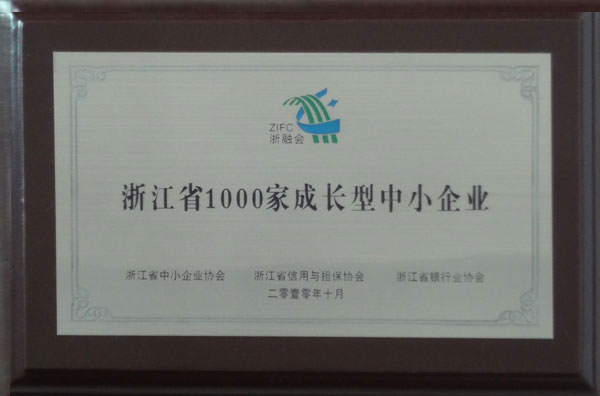 ZIFC
浙融会
浙江省1000家成长型中小企业
浙江省中小企业协会 浙江省信用与担保协会 浙江省银行业协会
二零壹零年十月